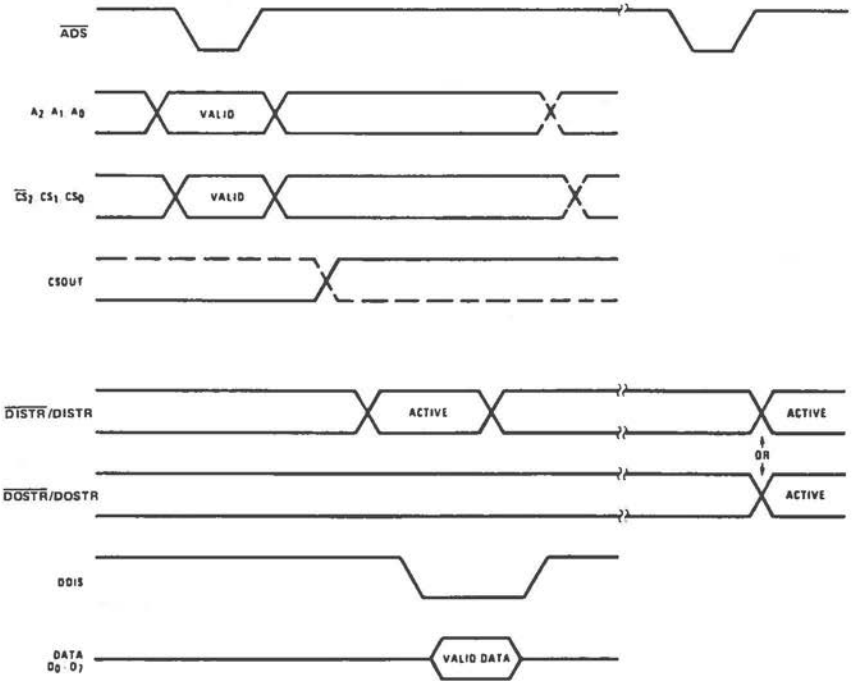 ADS
A2 A1 A0 VALID
CS2 CS1 CS0 VALID
CSOUT
DISTR/DISTR ACTIVE ACTIVE
OR
DOSTR/DOSTR ACTIVE
DDIS
DATA
D0 - D7 VALID DATA